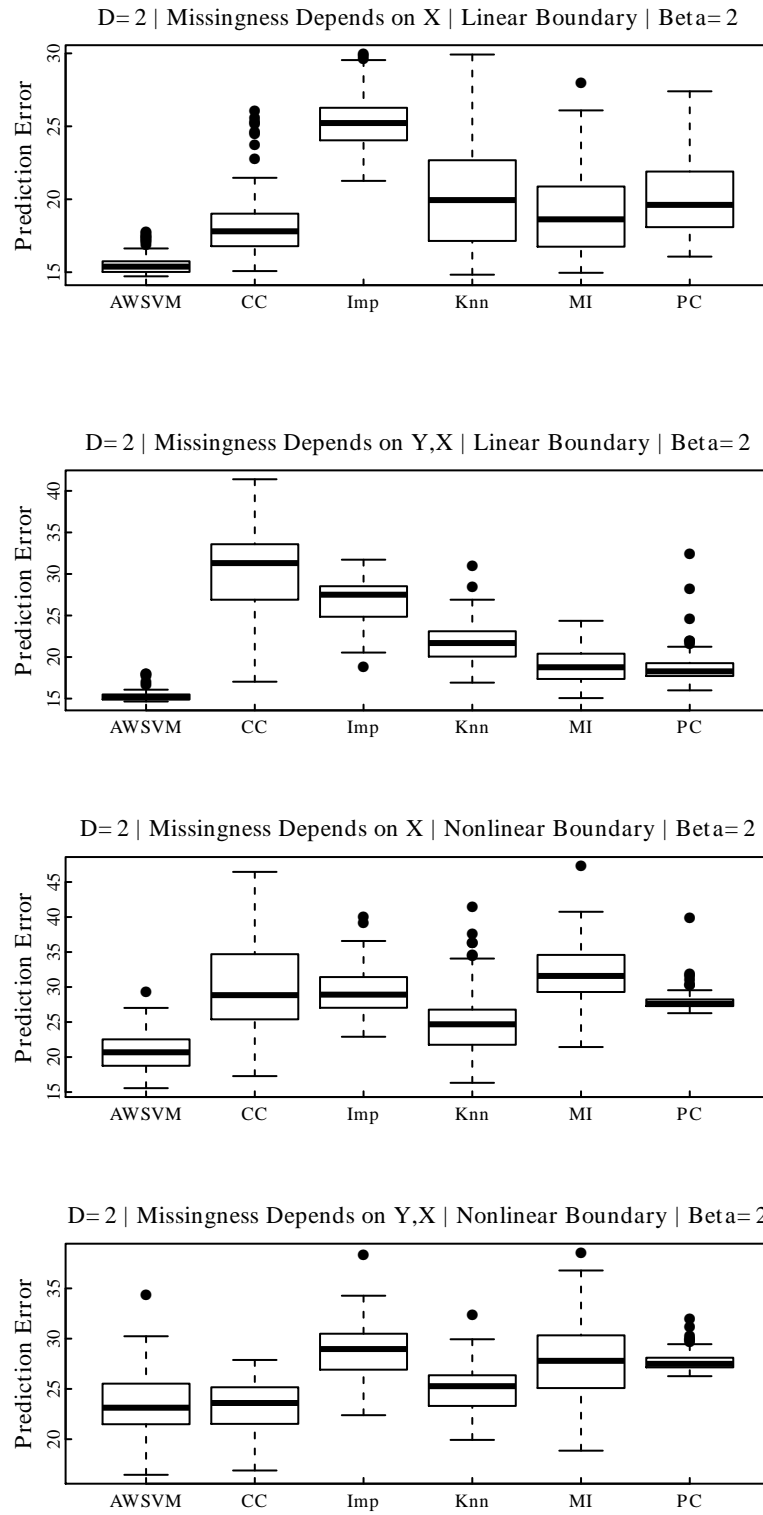 D= 2 | Missingness Depends on X | Linear Boundary | Beta= 2
Prediction Error
15 20 25 30
AWSVM CC Imp Knn MI PC
D= 2 | Missingness Depends on Y,X | Linear Boundary | Beta= 2
Prediction Error
15 20 25 30 35 40
AWSVM CC Imp Knn MI PC
D= 2 | Missingness Depends on X | Nonlinear Boundary | Beta= 2
Prediction Error
15 20 25 30 35 40 45
AWSVM CC Imp Knn MI PC
D= 2 | Missingness Depends on Y,X | Nonlinear Boundary | Beta= 2
Prediction Error
20 25 30 35
AWSVM CC Imp Knn MI PC